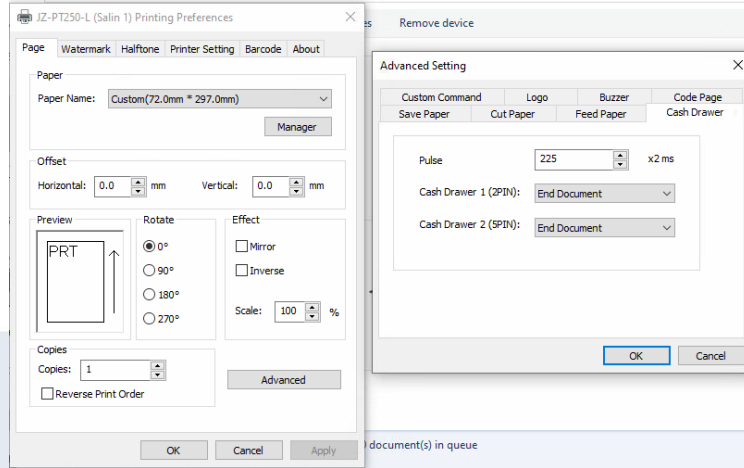 JZ-PT250-L (Salin 1) Printing Preferences
Page Watermark Halftone Printer Setting Barcode About
Paper
Paper Name: Custom(72.0mm * 297.0mm)
Manager
Offset
Horizontal: 0.0 mm Vertical: 0.0 mm
Preview
PRT
Rotate
0°
90°
180°
270°
Effect
Mirror
Inverse
Scale: 100 %
Copies
Copies: 1
Reverse Print Order
Advanced
OK Cancel Apply
Remove device
Advanced Setting
Custom Command Logo Buzzer Code Page
Save Paper Cut Paper Feed Paper Cash Drawer
Pulse 225 x2 ms
Cash Drawer 1 (2PIN): End Document
Cash Drawer 2 (5PIN): End Document
OK Cancel
document(s) in queue